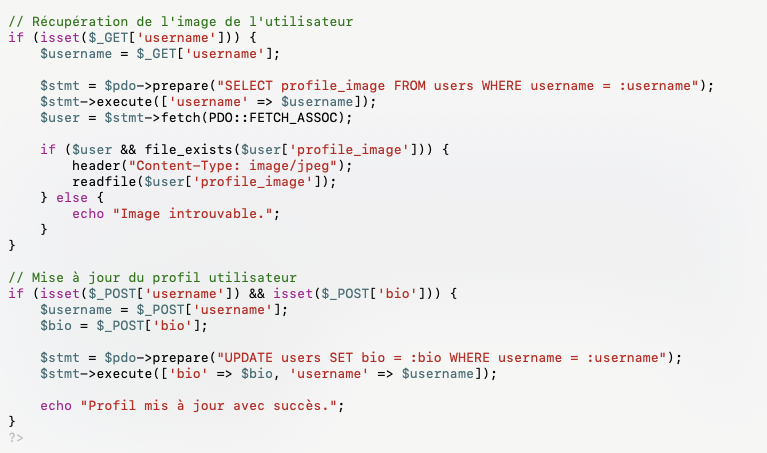 // Récupération de l'image de l'utilisateur
if (isset($_GET['username'])) {
    $username = $_GET['username'];

    $stmt = $pdo->prepare("SELECT profile_image FROM users WHERE username = :username");
    $stmt->execute(['username' => $username]);
    $user = $stmt->fetch(PDO::FETCH_ASSOC);

    if ($user && file_exists($user['profile_image'])) {
        header("Content-Type: image/jpeg");
        readfile($user['profile_image']);
    } else {
        echo "Image introuvable.";
    }
}

// Mise à jour du profil utilisateur
if (isset($_POST['username']) && isset($_POST['bio'])) {
    $username = $_POST['username'];
    $bio = $_POST['bio'];

    $stmt = $pdo->prepare("UPDATE users SET bio = :bio WHERE username = :username");
    $stmt->execute(['bio' => $bio, 'username' => $username]);

    echo "Profil mis à jour avec succès.";
}
?>